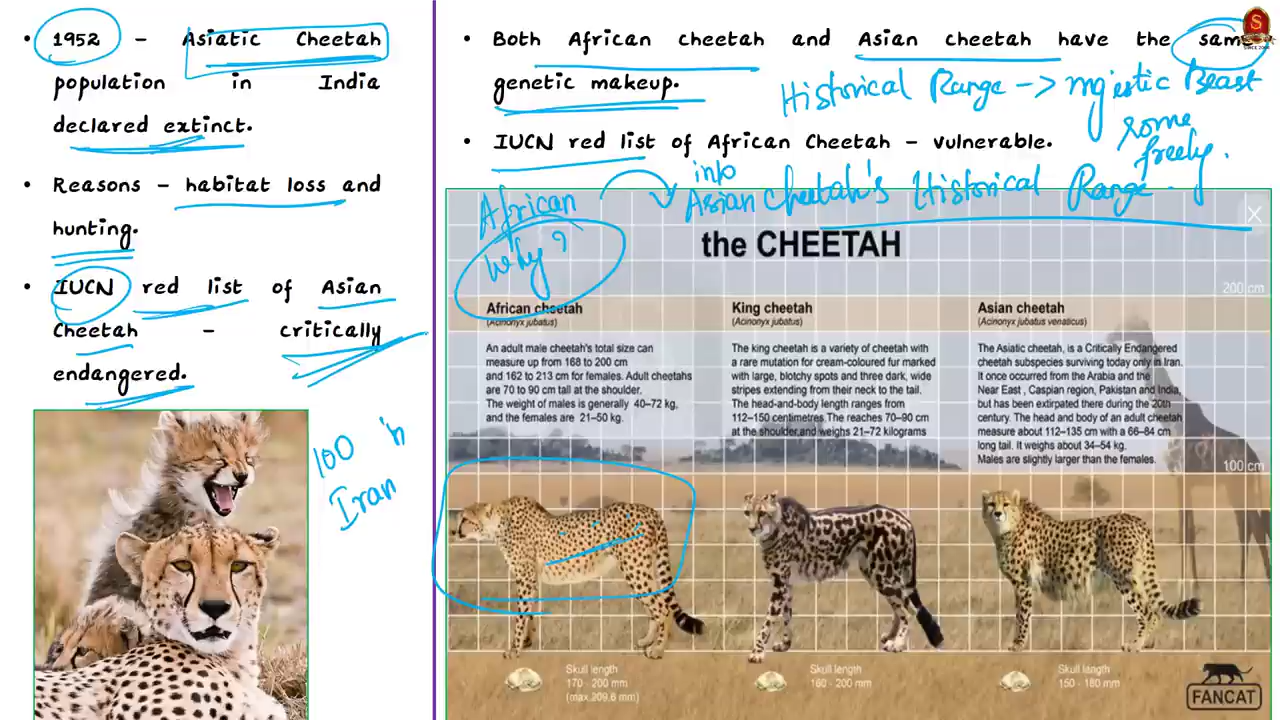 • 1952 – Asiatic Cheetah
population in India
declared extinct.
• Reasons – habitat loss and
hunting.
• IUCN red list of Asian
Cheetah – critically
endangered.
100 in
Iran
• Both African cheetah and Asian cheetah have the same
genetic makeup.
Historical Range -> mjestic Beast
some
freely.
• IUCN red list of African Cheetah – vulnerable.
African into Asian Cheetah's Historical Range.
Why?
S
SINCE 2004
the CHEETAH
200 cm
African cheetah
(Acinonyx jubatus)
An adult male cheetah's total size can
measure up from 168 to 200 cm
and 162 to 213 cm for females. Adult cheetahs
are 70 to 90 cm tall at the shoulder.
The weight of males is generally 40–72 kg,
and the females are 21–50 kg.
King cheetah
(Acinonyx jubatus)
The king cheetah is a variety of cheetah with
a rare mutation for cream-coloured fur marked
with large, blotchy spots and three dark, wide
stripes extending from their neck to the tail.
The head-and-body length ranges from
112–150 centimetres.The reaches 70–90 cm
at the shoulder,and weighs 21–72 kilograms
Asian cheetah
(Acinonyx jubatus venaticus)
The Asiatic cheetah, is a Critically Endangered
cheetah subspecies surviving today only in Iran.
It once occurred from the Arabia and the
Near East , Caspian region, Pakistan and India,
but has been extirpated there during the 20th
century. The head and body of an adult cheetah
measure about 112–135 cm with a 66–84 cm
long tail. It weighs about 34–54 kg.
Males are slightly larger than the females.
100 cm
Skull length
170 - 200 mm
(max.209.6 mm)
Skull length
160 - 200 mm
Skull langth
150 - 180 mm
FANCAT